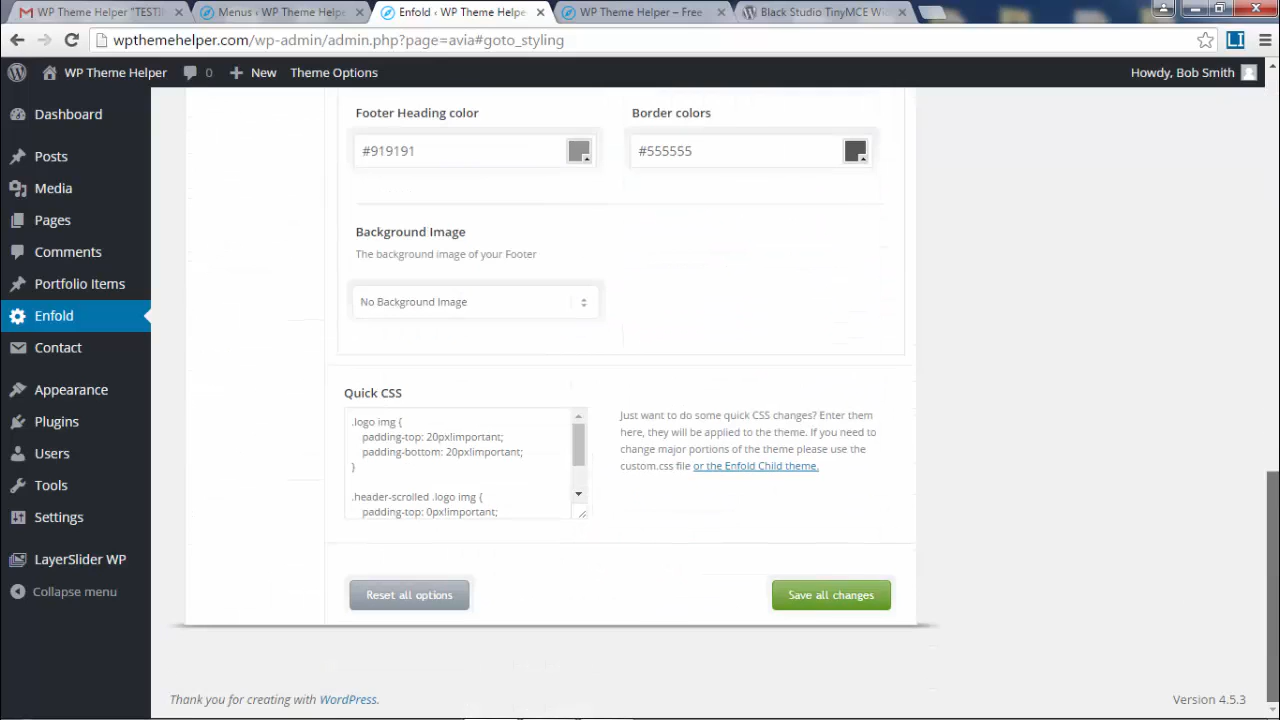 WP Theme Helper "TESTI
Menus ‹ WP Theme Helpe
Enfold ‹ WP Theme Helpe
WP Theme Helper – Free
Black Studio TinyMCE Wi
wpthemehelper.com/wp-admin/admin.php?page=avia#goto_styling
LI
WP Theme Helper
0
New
Theme Options
Howdy, Bob Smith
Dashboard
Posts
Media
Pages
Comments
Portfolio Items
Enfold
Contact
Appearance
Plugins
Users
Tools
Settings
LayerSlider WP
Collapse menu
Footer Heading color
Border colors
#919191
#555555
Background Image
The background image of your Footer
No Background Image
Quick CSS
.logo img {
padding-top: 20px!important;
padding-bottom: 20px!important;
}
.header-scrolled .logo img {
padding-top: 0px!important;
Just want to do some quick CSS changes? Enter them
here, they will be applied to the theme. If you need to
change major portions of the theme please use the
custom.css file or the Enfold Child theme.
Reset all options
Save all changes
Thank you for creating with WordPress.
Version 4.5.3